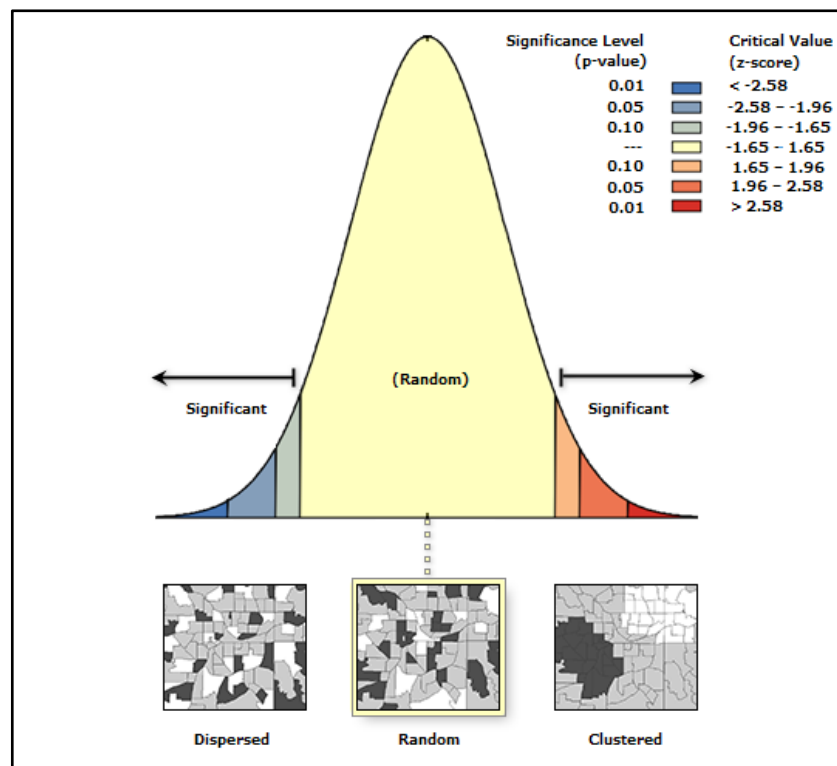 Significance Level Critical Value
(p-value) (z-score)
0.01 < -2.58
0.05 -2.58 – -1.96
0.10 -1.96 – -1.65
--- -1.65 - 1.65
0.10 1.65 – 1.96
0.05 1.96 – 2.58
0.01 > 2.58
(Random)
Significant Significant
Dispersed Random Clustered